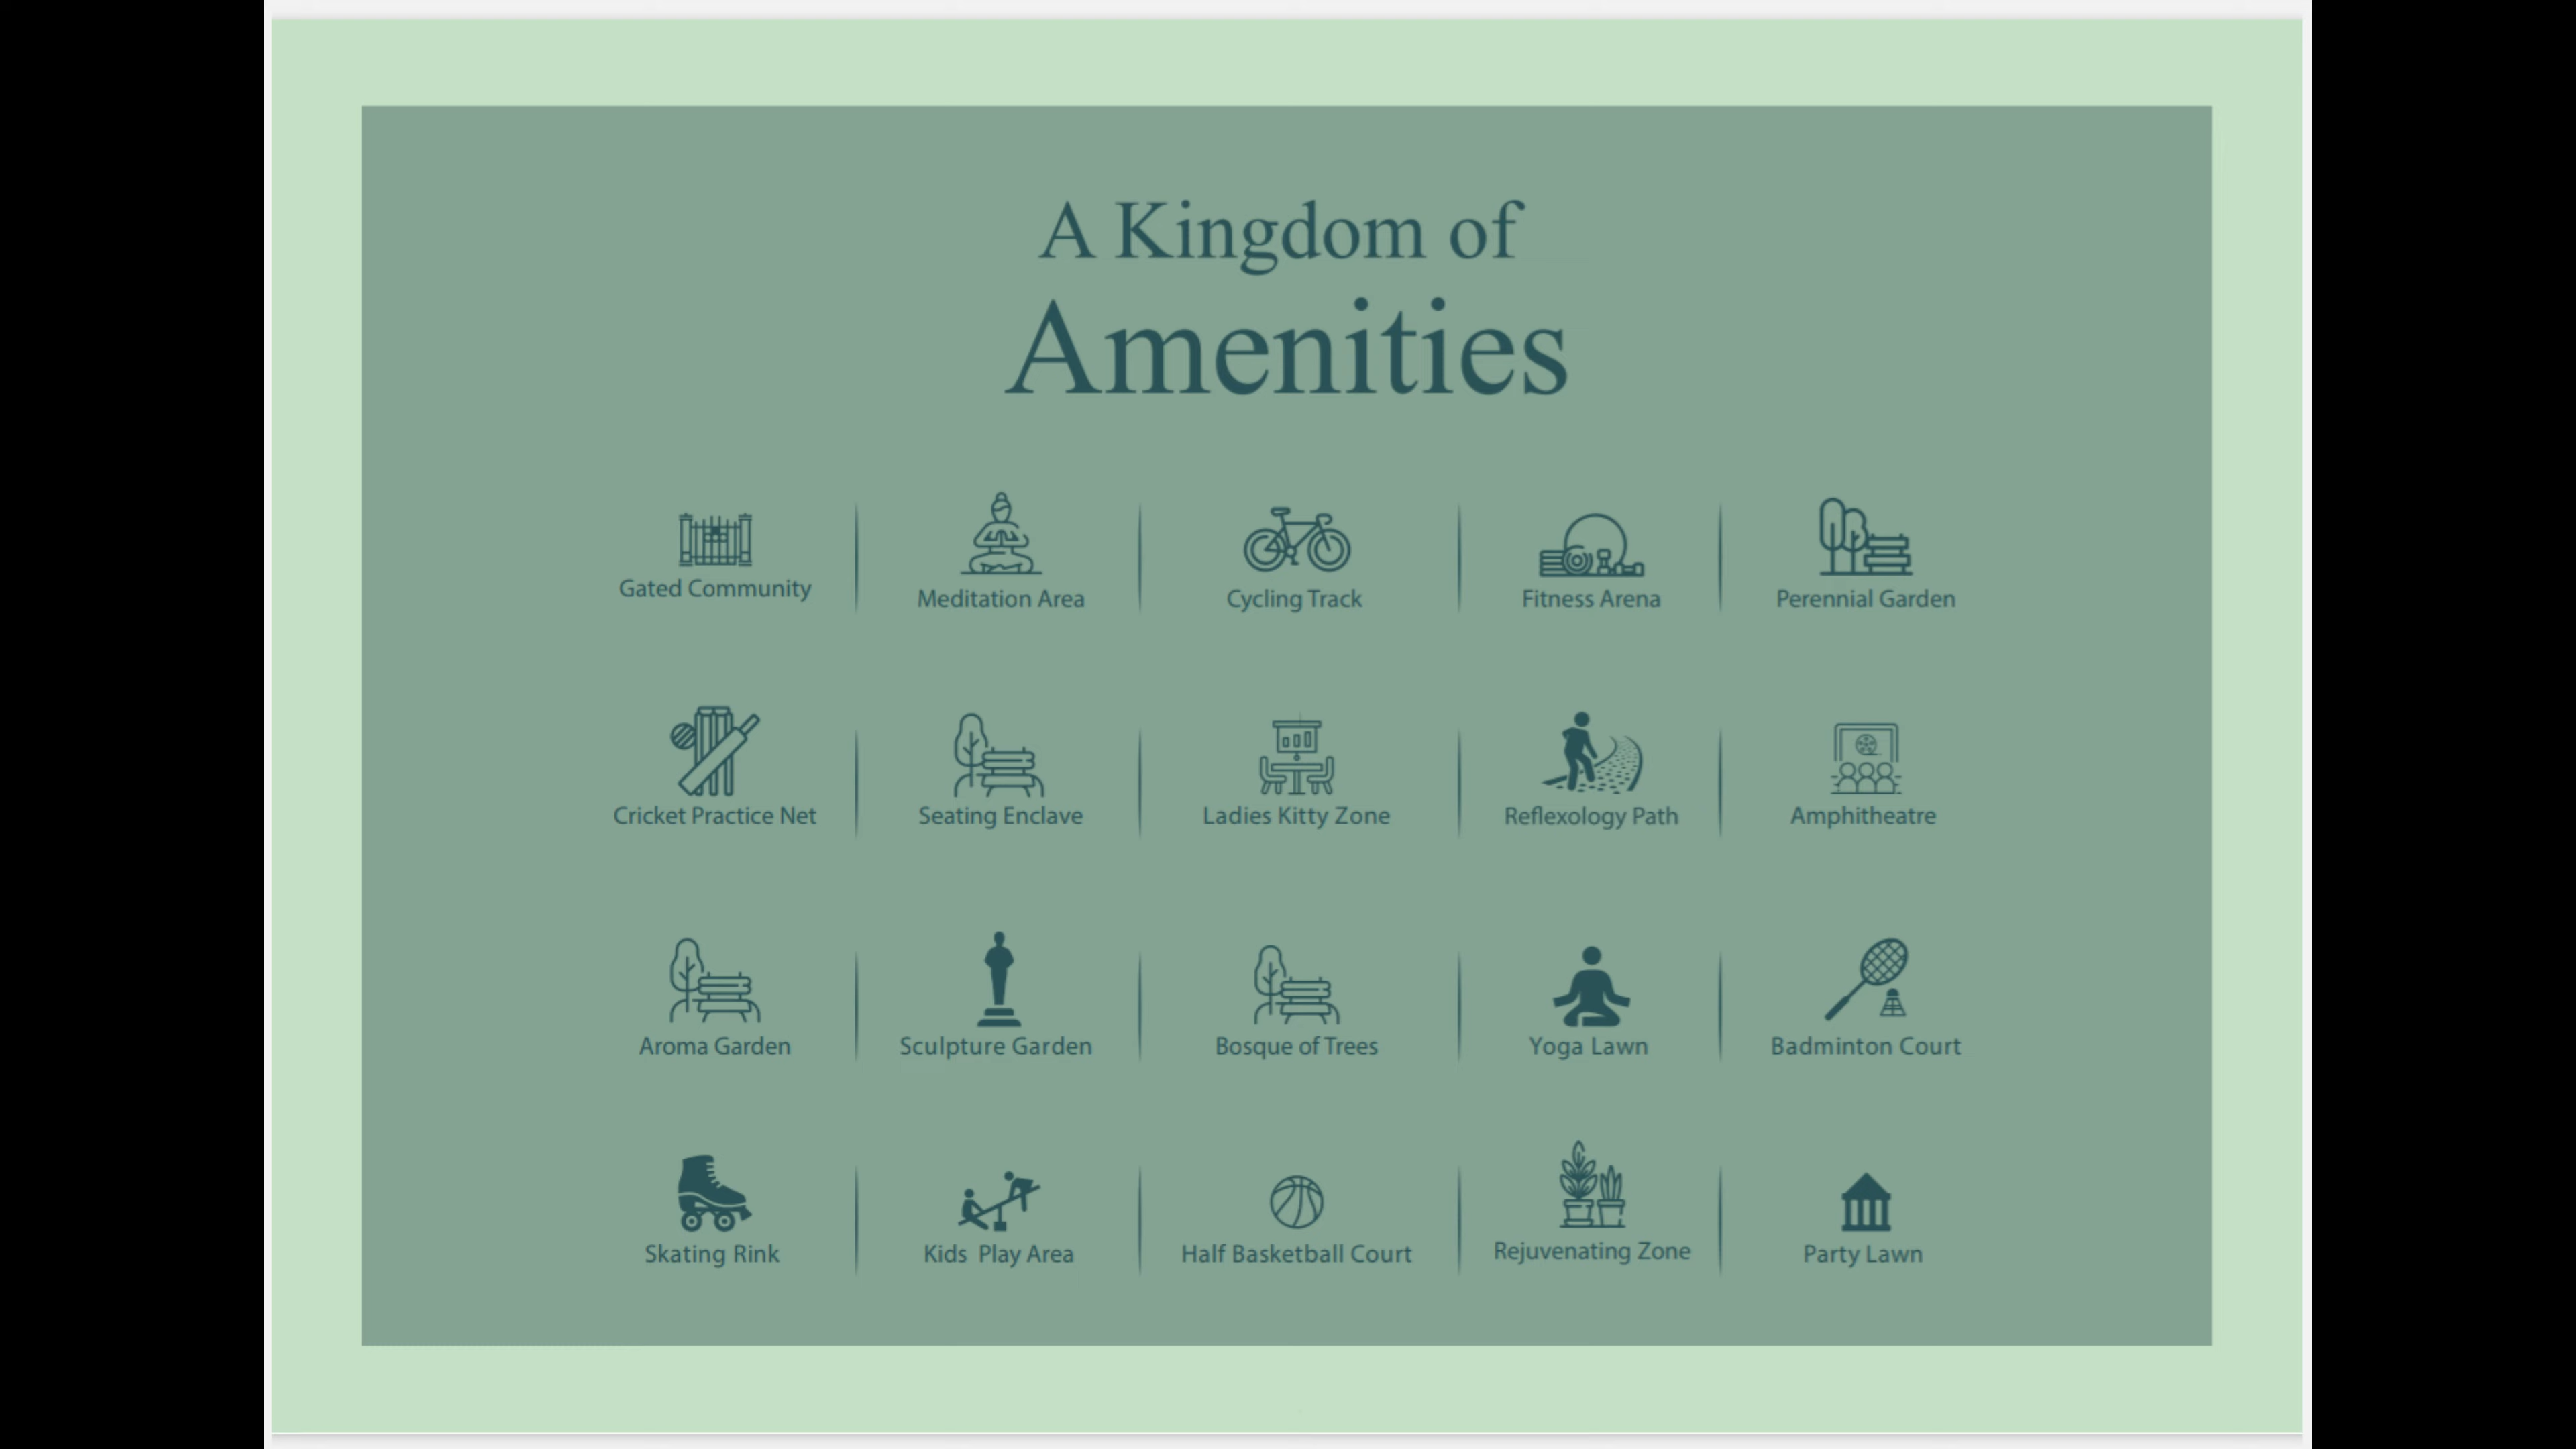 A Kingdom of
Amenities
Gated Community
Meditation Area
Cycling Track
Fitness Arena
Perennial Garden
Cricket Practice Net
Seating Enclave
Ladies Kitty Zone
Reflexology Path
Amphitheatre
Aroma Garden
Sculpture Garden
Bosque of Trees
Yoga Lawn
Badminton Court
Skating Rink
Kids Play Area
Half Basketball Court
Rejuvenating Zone
Party Lawn